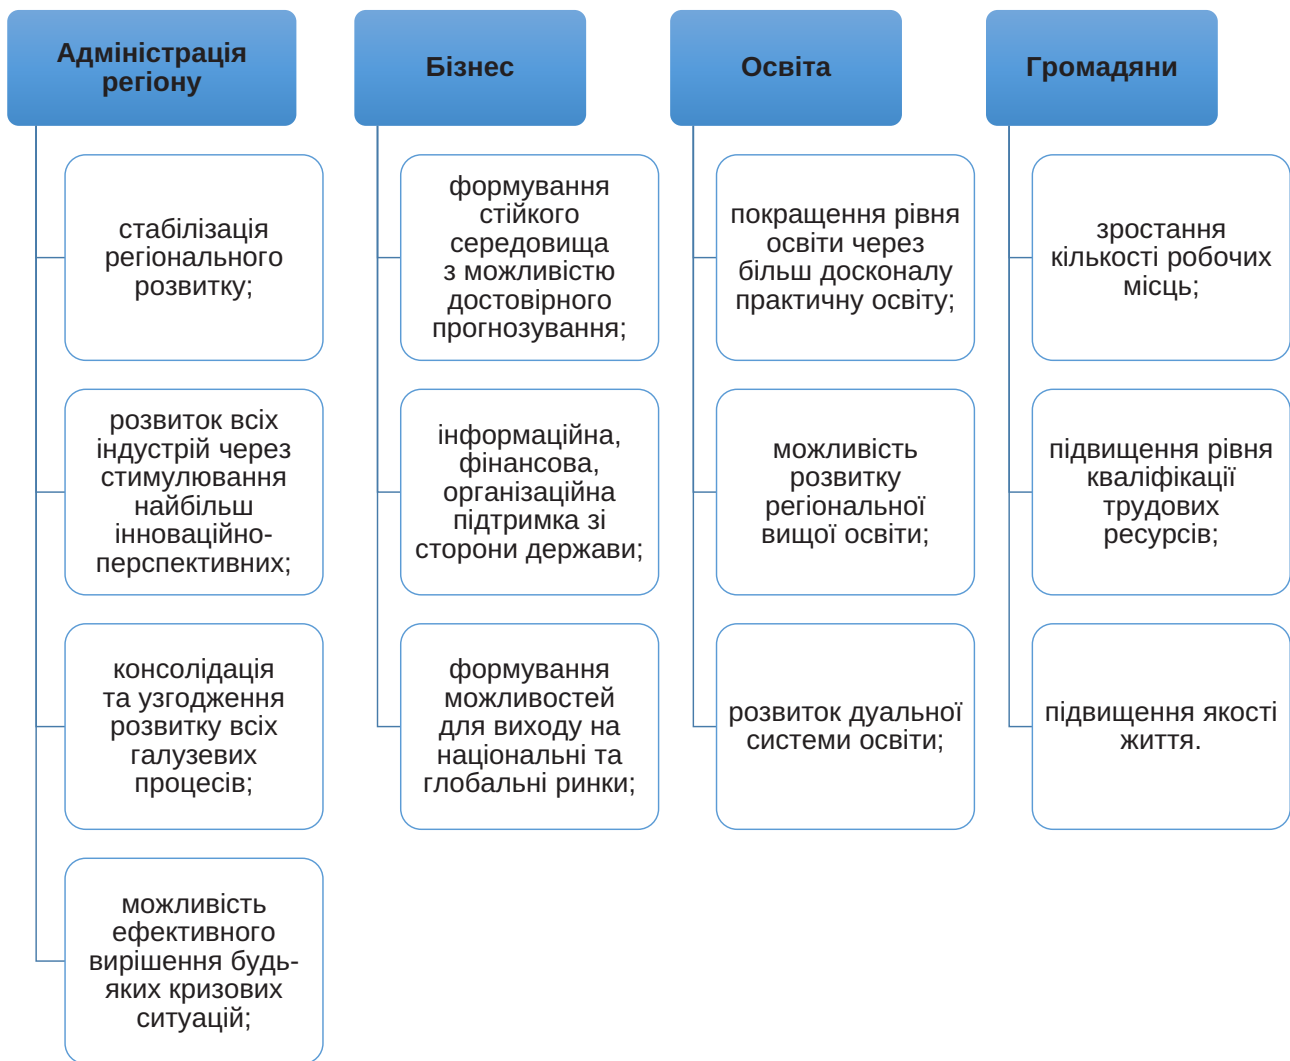 Адміністрація
регіону
стабілізація
регіонального
розвитку;
розвиток всіх
індустрій через
стимулювання
найбільш
інноваційно-
перспективних;
консолідація
та узгодження
розвитку всіх
галузевих
процесів;
можливість
ефективного
вирішення будь-
яких кризових
ситуацій;
Бізнес
формування
стійкого
середовища
з можливістю
достовірного
прогнозування;
інформаційна,
фінансова,
організаційна
підтримка зі
сторони держави;
формування
можливостей
для виходу на
національні та
глобальні ринки;
Освіта
покращення рівня
освіти через
більш досконалу
практичну освіту;
можливість
розвитку
регіональної
вищої освіти;
розвиток дуальної
системи освіти;
Громадяни
зростання
кількості робочих
місць;
підвищення рівня
кваліфікації
трудових
ресурсів;
підвищення якості
життя.